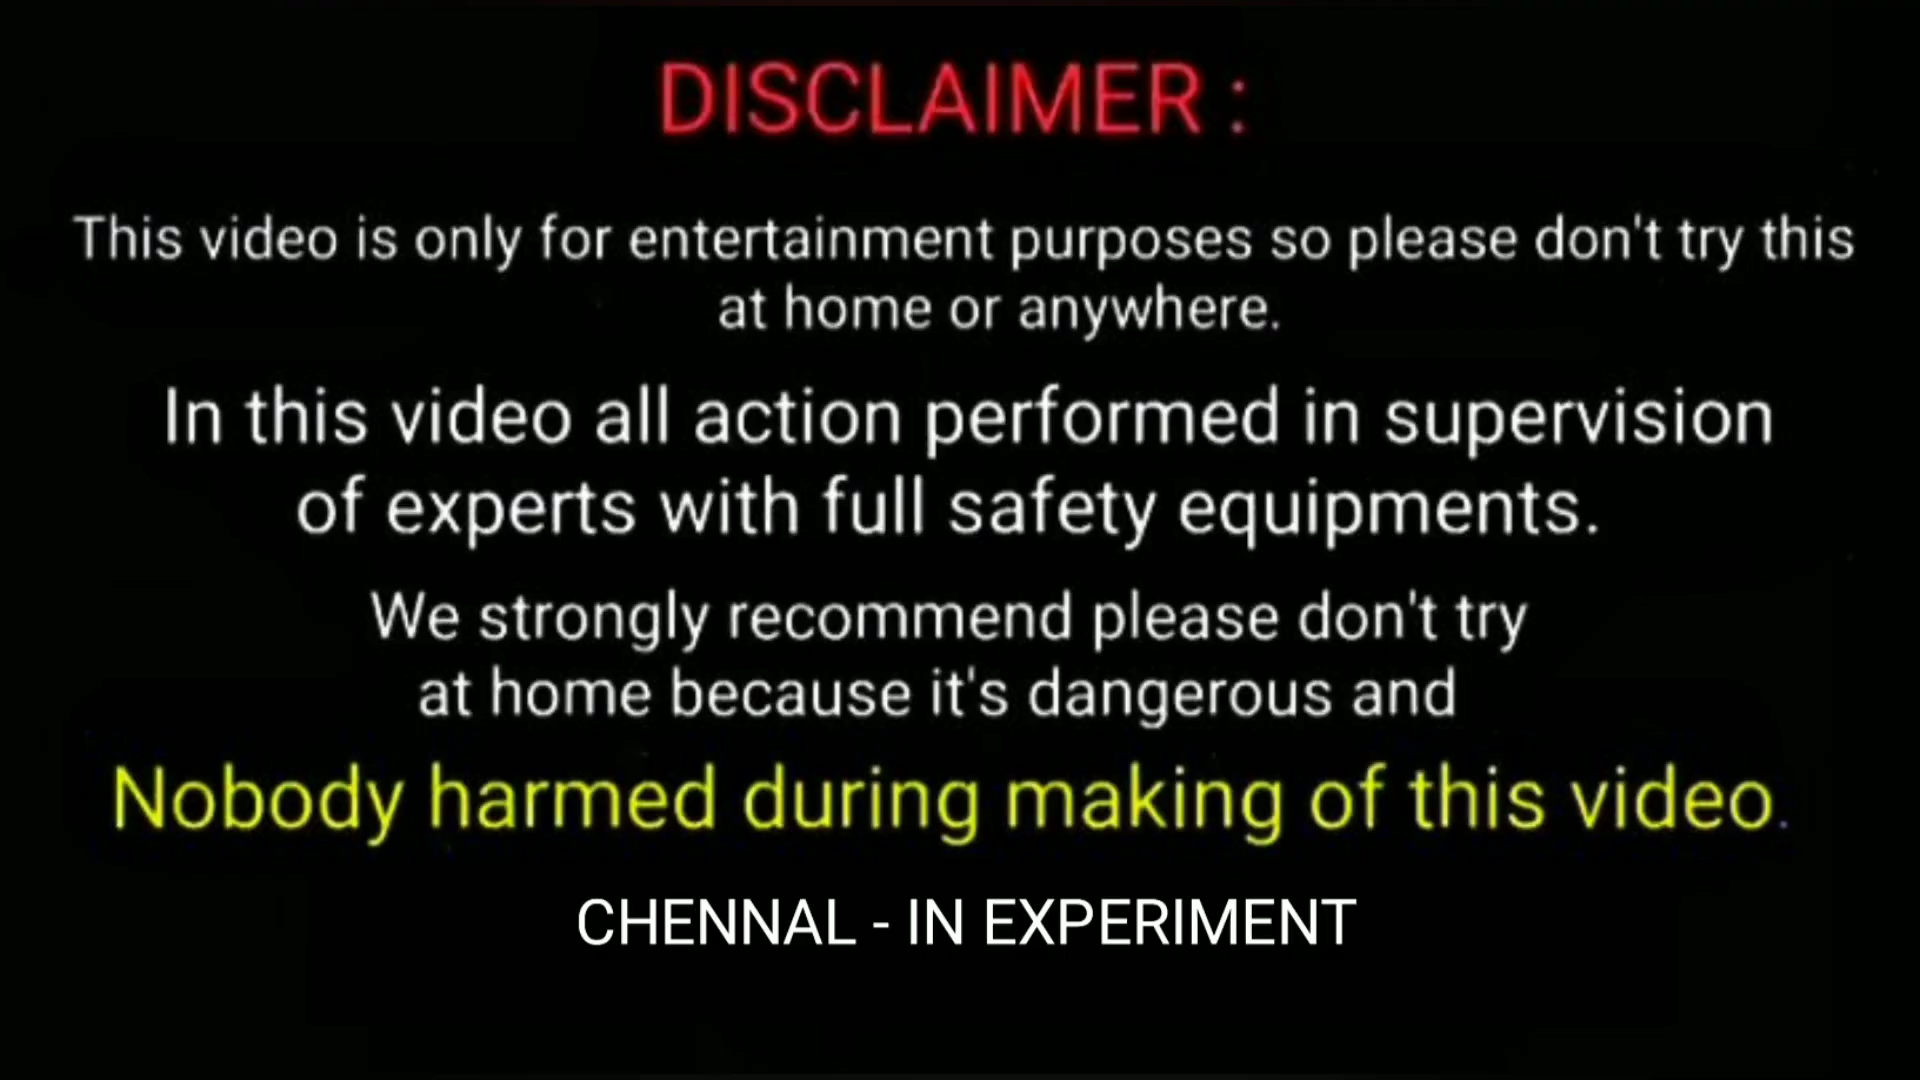 DISCLAIMER :
This video is only for entertainment purposes so please don't try this
at home or anywhere.
In this video all action performed in supervision
of experts with full safety equipments.
We strongly recommend please don't try
at home because it's dangerous and
Nobody harmed during making of this video.
CHENNAL - IN EXPERIMENT